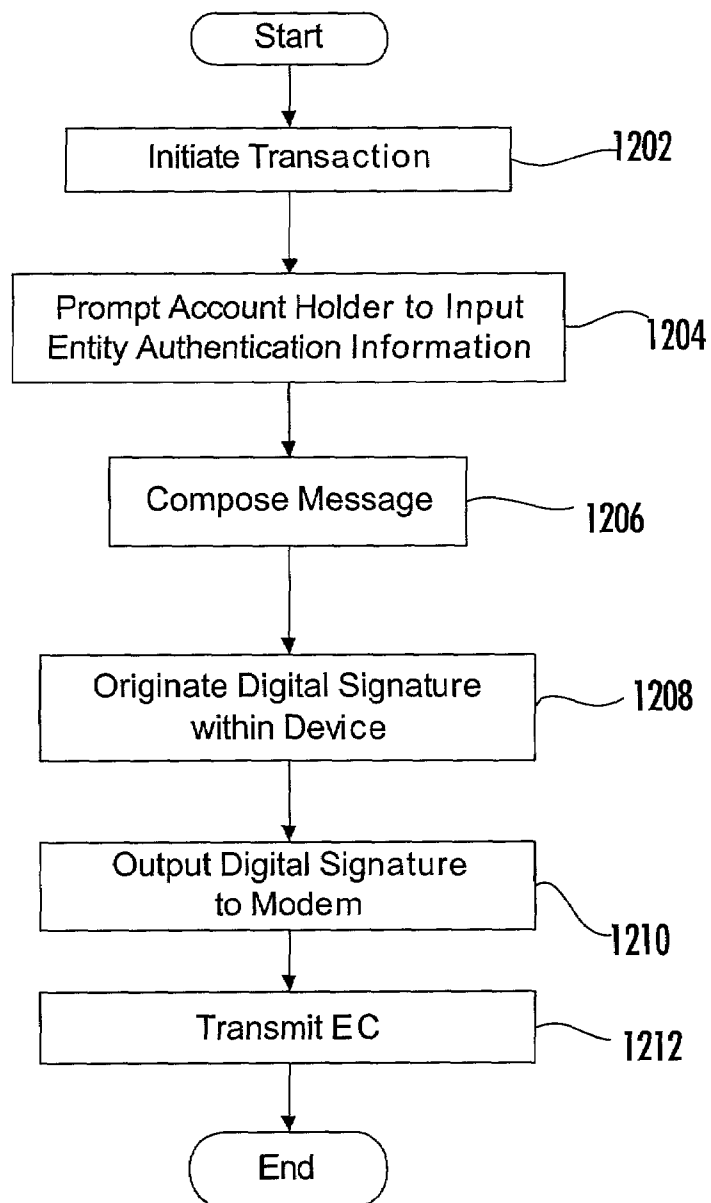 Start
Initiate Transaction
1202
Prompt Account Holder to Input
Entity Authentication Information
1204
Compose Message
1206
Originate Digital Signature
within Device
1208
Output Digital Signature
to Modem
1210
Transmit EC
1212
End